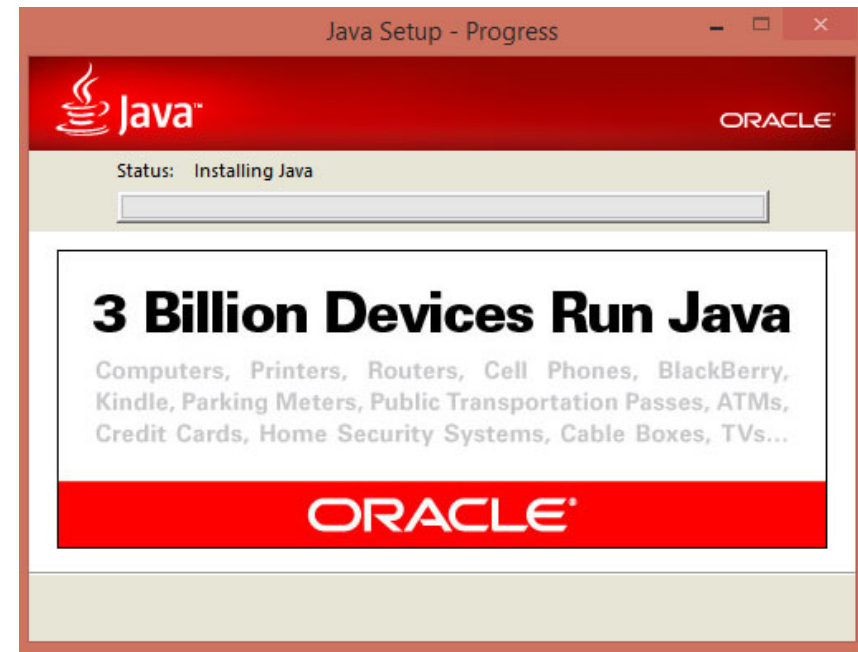 Java Setup - Progress
Java™
ORACLE®
Status: Installing Java
3 Billion Devices Run Java
Computers, Printers, Routers, Cell Phones, BlackBerry,
Kindle, Parking Meters, Public Transportation Passes, ATMs,
Credit Cards, Home Security Systems, Cable Boxes, TVs...
ORACLE®